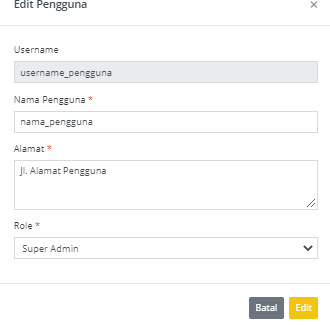 Edit Pengguna ×
Username
username_pengguna
Nama Pengguna *
nama_pengguna
Alamat *
Jl. Alamat Pengguna
Role *
Super Admin
Batal Edit